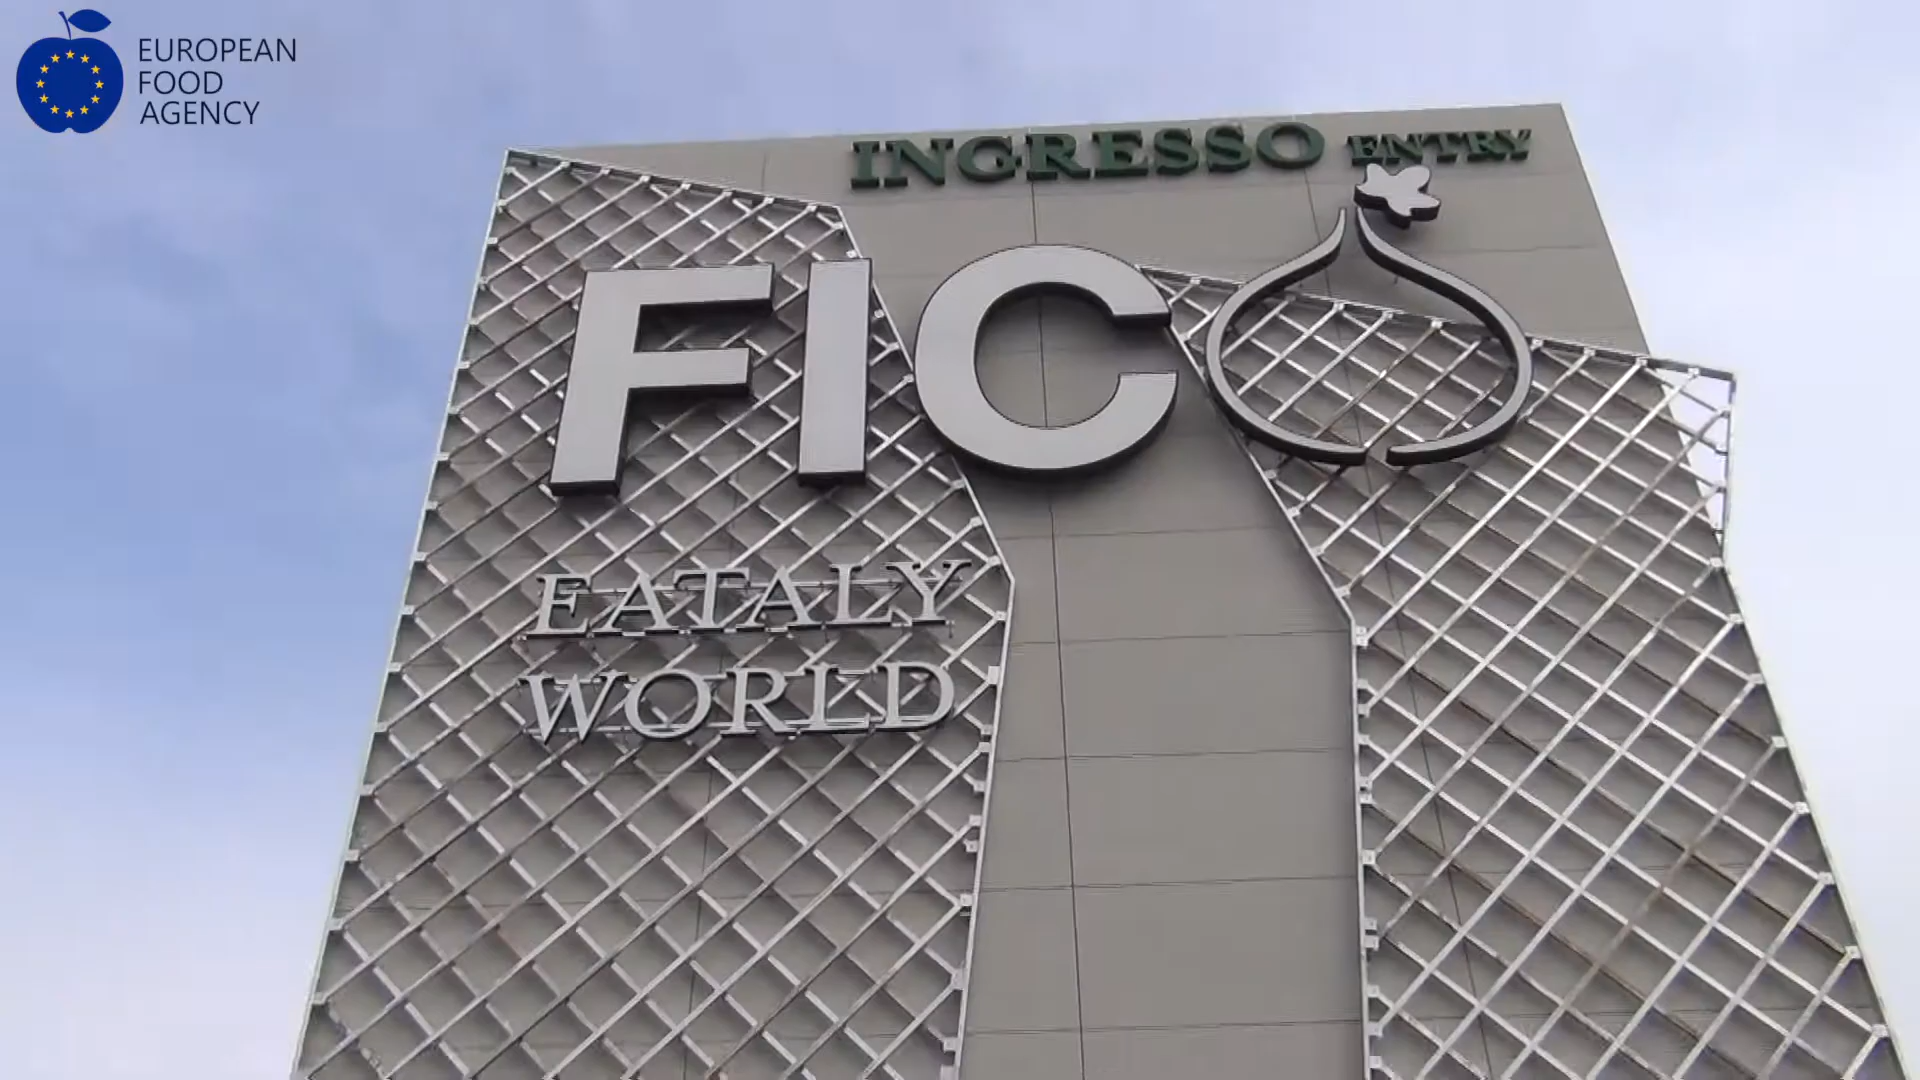 EUROPEAN
FOOD
AGENCY
INGRESSO ENTRY
FICO
EATALY
WORLD